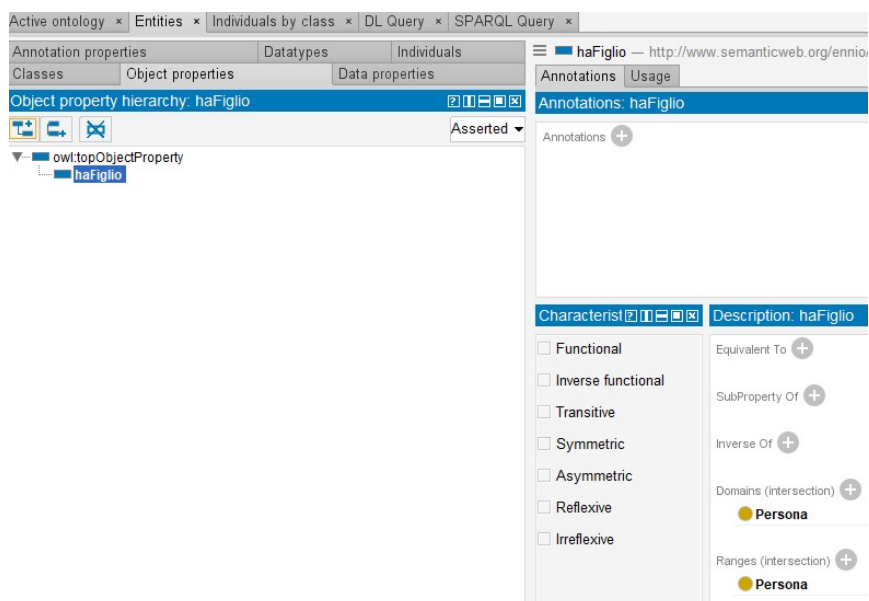 Active ontology × Entities × Individuals by class × DL Query × SPARQL Query ×
Annotation properties Datatypes Individuals
Classes Object properties Data properties
Object property hierarchy: haFiglio
Asserted
owl:topObjectProperty
haFiglio
haFiglio — http://www.semanticweb.org/ennio/
Annotations Usage
Annotations: haFiglio
Annotations
Characterist
Functional
Inverse functional
Transitive
Symmetric
Asymmetric
Reflexive
Irreflexive
Description: haFiglio
Equivalent To
SubProperty Of
Inverse Of
Domains (intersection)
Persona
Ranges (intersection)
Persona